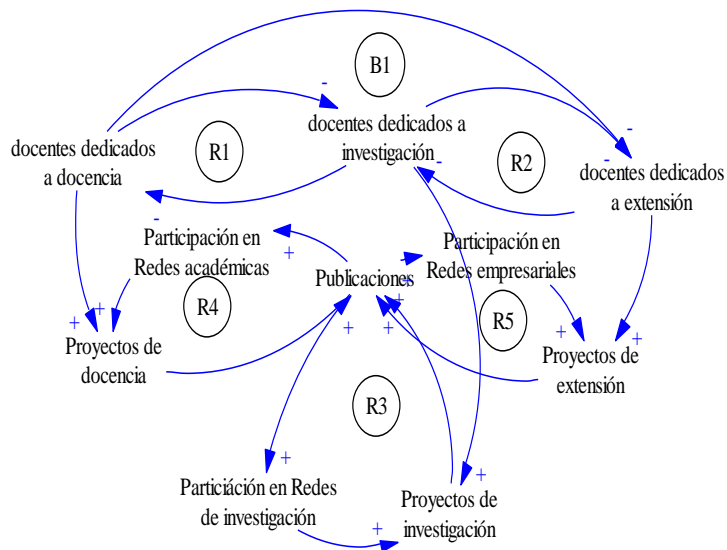 B1
-
docentes dedicados a
investigación
R1
R2
docentes dedicados
a docencia
-
-
-
docentes dedicados
a extensión
-
Participación en
Redes académicas
+
Publicaciones
+
Participación en
Redes empresariales
R4
R5
+
+
+
+
+
+
+
+
Proyectos de
docencia
Proyectos de
extensión
R3
+
+
Particiáción en Redes
de investigación
+
Proyectos de
investigación